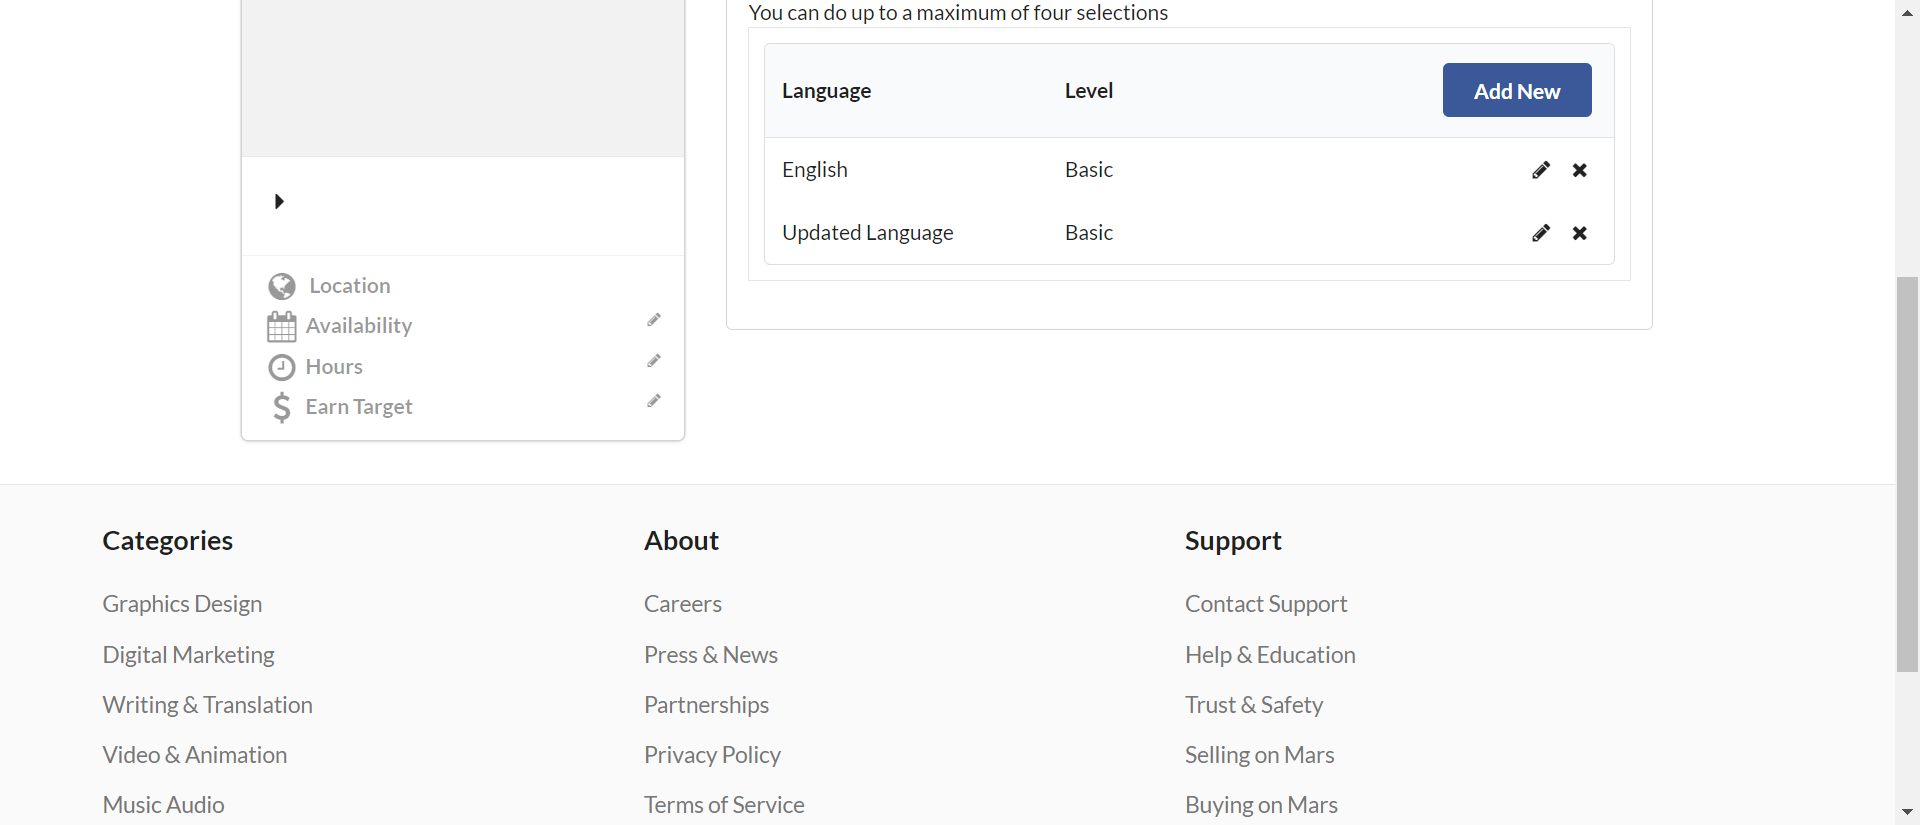 You can do up to a maximum of four selections
Language Level Add New
English Basic
Updated Language Basic
Location
Availability
Hours
Earn Target
Categories
Graphics Design
Digital Marketing
Writing & Translation
Video & Animation
Music Audio
About
Careers
Press & News
Partnerships
Privacy Policy
Terms of Service
Support
Contact Support
Help & Education
Trust & Safety
Selling on Mars
Buying on Mars